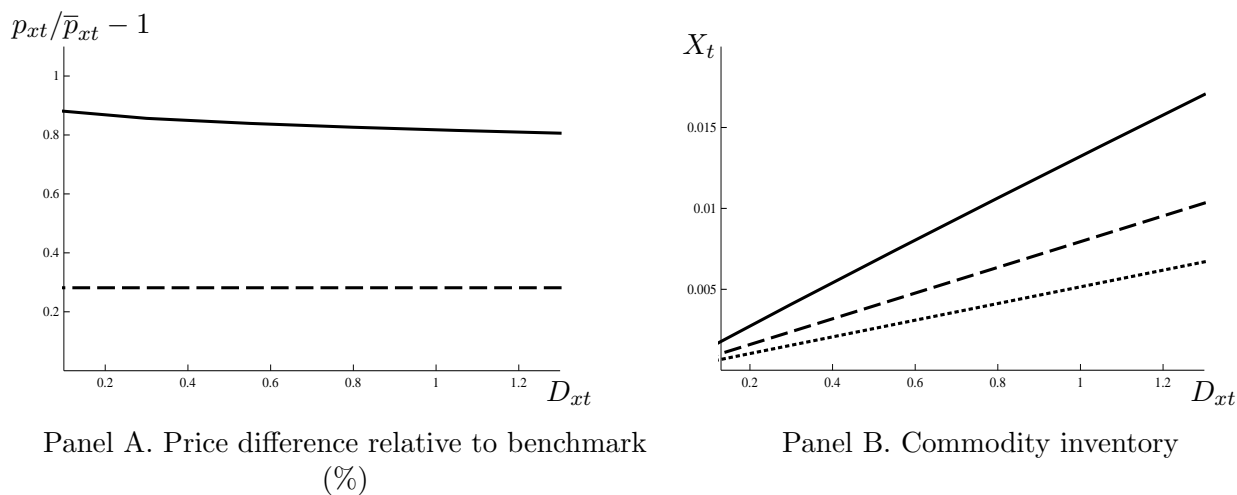 p_{xt}/\overline{p}_{xt} − 1
1
0.8
0.6
0.4
0.2
0.2 0.4 0.6 0.8 1 1.2
D_{xt}
Panel A. Price difference relative to benchmark
(%)
X_t
0.015
0.01
0.005
0.2 0.4 0.6 0.8 1 1.2
D_{xt}
Panel B. Commodity inventory